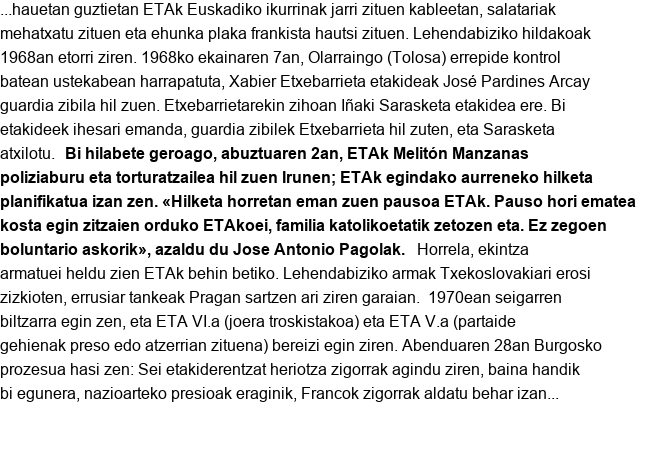 ...hauetan guztietan ETAk Euskadiko ikurrinak jarri zituen kableetan, salatariak
mehatxatu zituen eta ehunka plaka frankista hautsi zituen. Lehendabiziko hildakoak
1968an etorri ziren. 1968ko ekainaren 7an, Olarraingo (Tolosa) errepide kontrol
batean ustekabean harrapatuta, Xabier Etxebarrieta etakideak José Pardines Arcay
guardia zibila hil zuen. Etxebarrietarekin zihoan Iñaki Sarasketa etakidea ere. Bi
etakideek ihesari emanda, guardia zibilek Etxebarrieta hil zuten, eta Sarasketa
atxilotu. Bi hilabete geroago, abuztuaren 2an, ETAk Melitón Manzanas
poliziaburu eta torturatzailea hil zuen Irunen; ETAk egindako aurreneko hilketa
planifikatua izan zen. «Hilketa horretan eman zuen pausoa ETAk. Pauso hori ematea
kosta egin zitzaien orduko ETAkoei, familia katolikoetatik zetozen eta. Ez zegoen
boluntario askorik», azaldu du Jose Antonio Pagolak. Horrela, ekintza
armatuei heldu zien ETAk behin betiko. Lehendabiziko armak Txekoslovakiari erosi
zizkioten, errusiar tankeak Pragan sartzen ari ziren garaian. 1970ean seigarren
biltzarra egin zen, eta ETA VI.a (joera troskistakoa) eta ETA V.a (partaide
gehienak preso edo atzerrian zituena) bereizi egin ziren. Abenduaren 28an Burgosko
prozesua hasi zen: Sei etakiderentzat heriotza zigorrak agindu ziren, baina handik
bi egunera, nazioarteko presioak eraginik, Francok zigorrak aldatu behar izan...